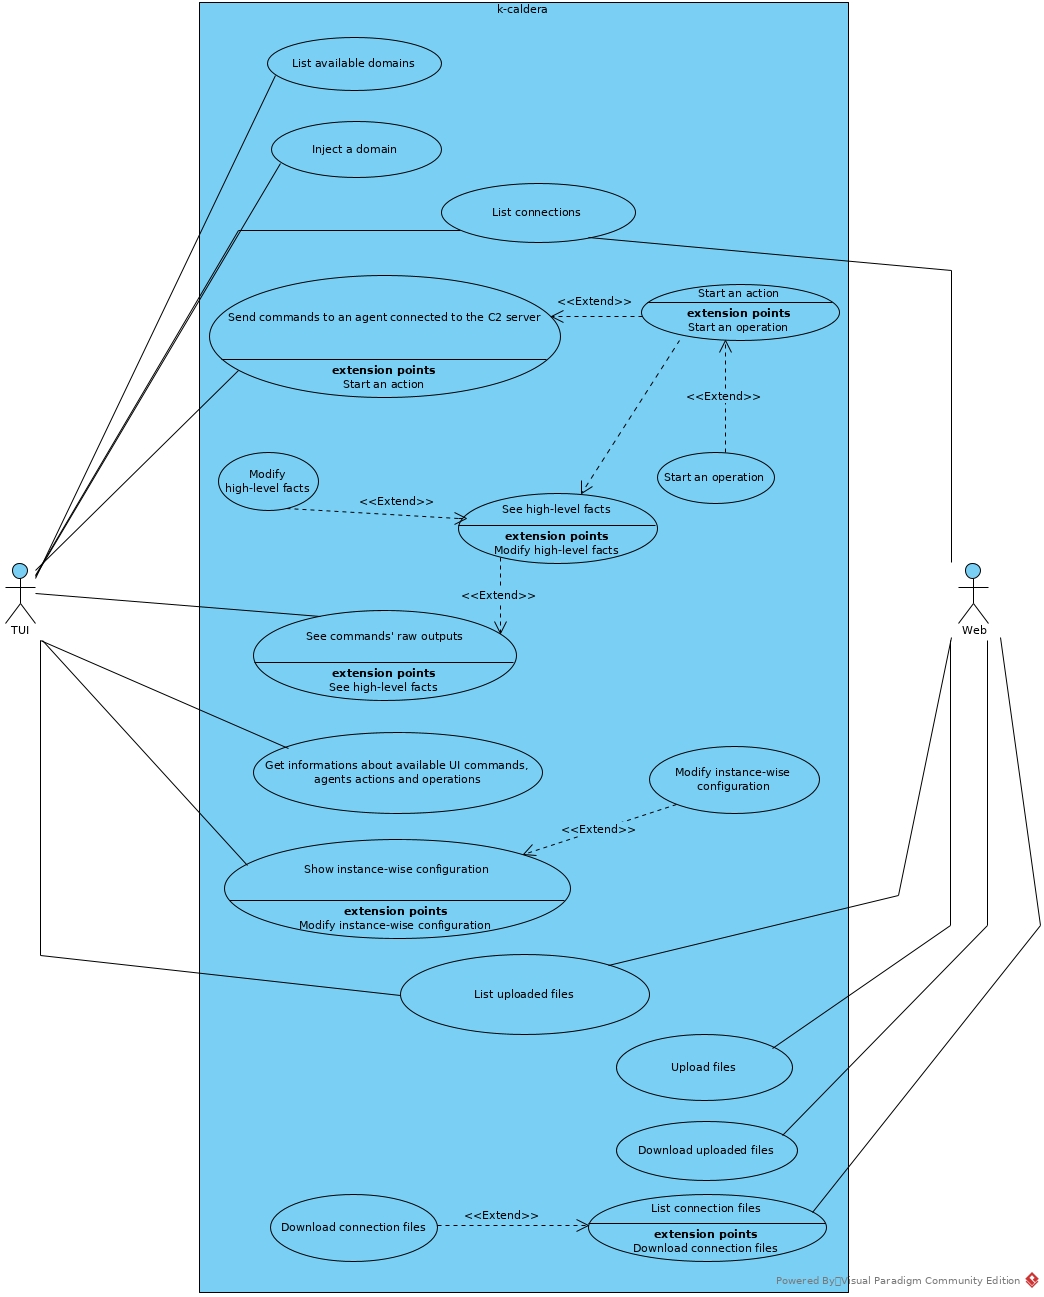 k-caldera
List available domains
Inject a domain
List connections
Send commands to an agent connected to the C2 server
extension points
Start an action
<<Extend>>
Start an action
extension points
Start an operation
<<Extend>>
Start an operation
Modify
high-level facts
<<Extend>>
See high-level facts
extension points
Modify high-level facts
<<Extend>>
TUI
Web
See commands' raw outputs
extension points
See high-level facts
Get informations about available UI commands,
agents actions and operations
Modify instance-wise
configuration
<<Extend>>
Show instance-wise configuration
extension points
Modify instance-wise configuration
List uploaded files
Upload files
Download uploaded files
Download connection files
<<Extend>>
List connection files
extension points
Download connection files
Powered By Visual Paradigm Community Edition